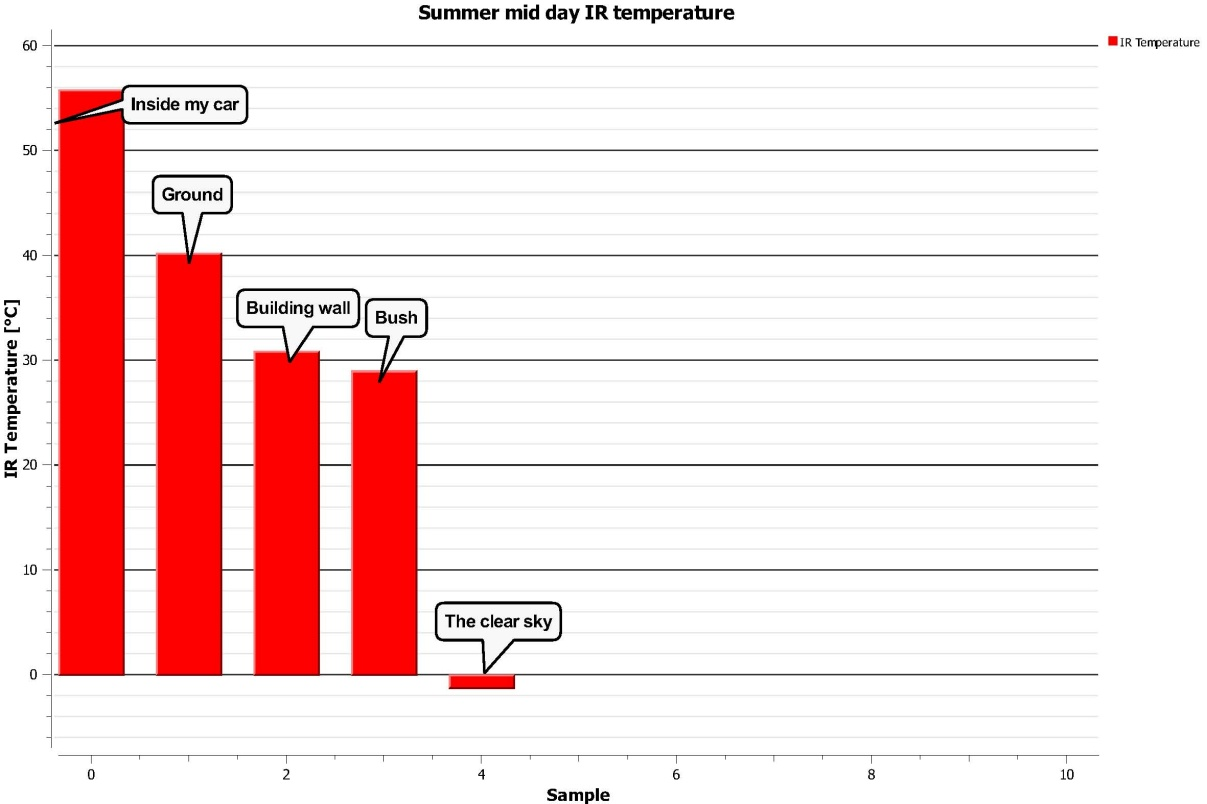 Summer mid day IR temperature
IR Temperature
60
50
40
30
20
10
0
IR Temperature [°C]
Inside my car
Ground
Building wall
Bush
The clear sky
0 2 4 6 8 10
Sample